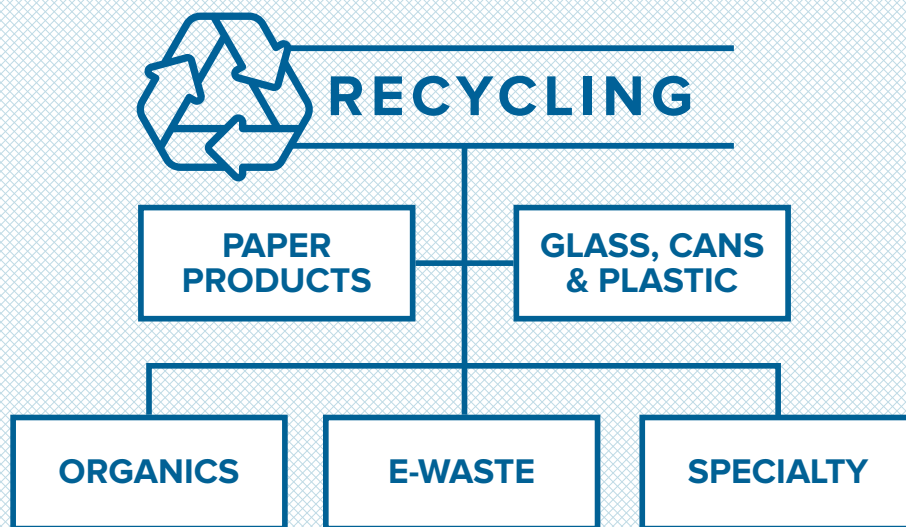 RECYCLING
PAPER
PRODUCTS
GLASS, CANS
& PLASTIC
ORGANICS
E-WASTE
SPECIALTY